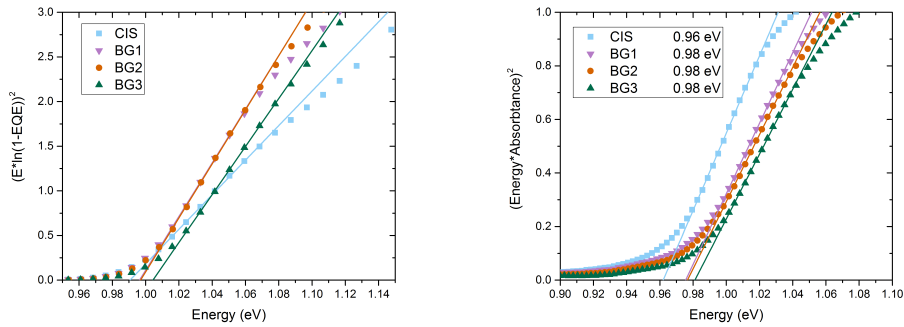 (E*ln(1-EQE))²
3.0
2.5
2.0
1.5
1.0
0.5
0.0
CIS
BG1
BG2
BG3
0.96 0.98 1.00 1.02 1.04 1.06 1.08 1.10 1.12 1.14
Energy (eV)
(Energy*Absorbtance)²
1.0
0.8
0.6
0.4
0.2
0.0
CIS 0.96 eV
BG1 0.98 eV
BG2 0.98 eV
BG3 0.98 eV
0.90 0.92 0.94 0.96 0.98 1.00 1.02 1.04 1.06 1.08 1.10
Energy (eV)